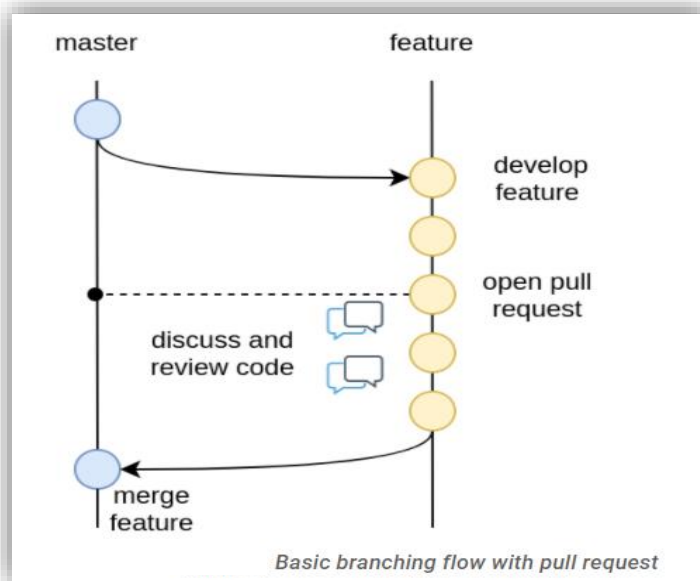 master
feature
develop
feature
open pull
request
discuss and
review code
merge
feature
Basic branching flow with pull request